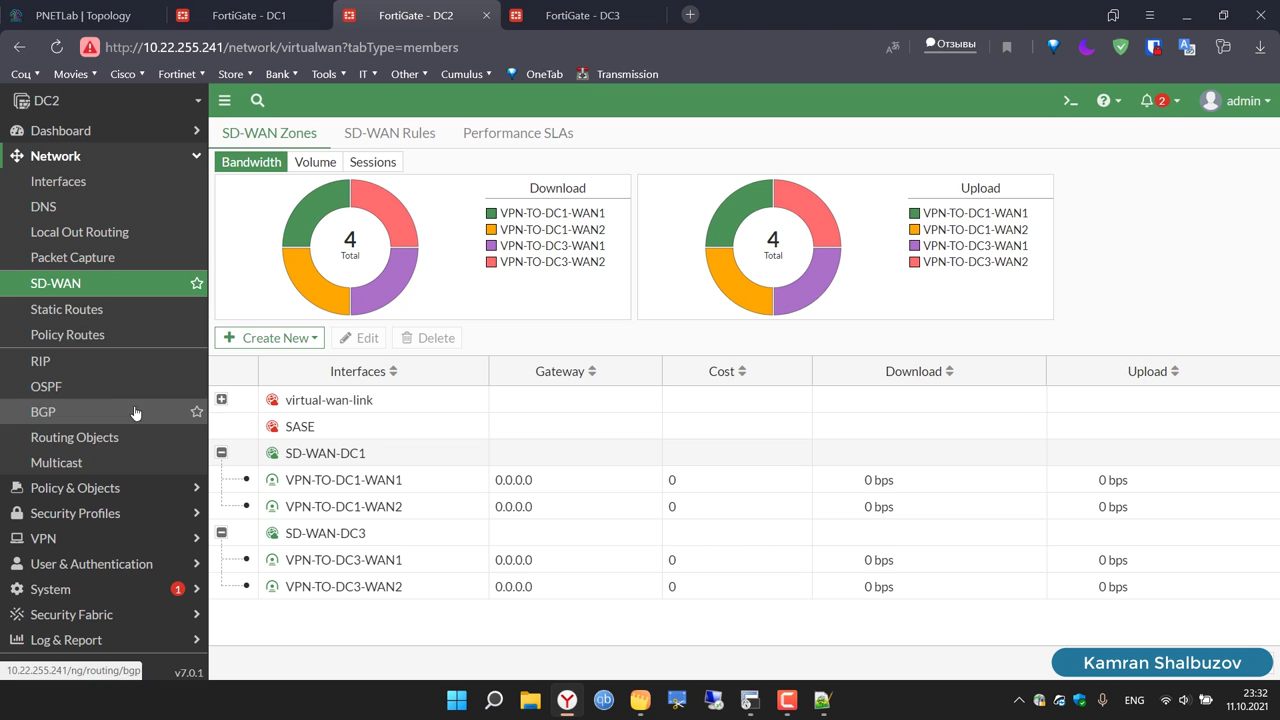 PNETLab | Topology
FortiGate - DC1
FortiGate - DC2
FortiGate - DC3
http://10.22.255.241/network/virtualwan?tabType=members
Отзывы
Соц
Movies
Cisco
Fortinet
Store
Bank
Tools
IT
Other
Cumulus
OneTab
Transmission
DC2
2
admin
Dashboard
Network
Interfaces
DNS
Local Out Routing
Packet Capture
SD-WAN
Static Routes
Policy Routes
RIP
OSPF
BGP
Routing Objects
Multicast
Policy & Objects
Security Profiles
VPN
User & Authentication
System 1
Security Fabric
Log & Report
10.22.255.241/ng/routing/bgp
v7.0.1
SD-WAN Zones SD-WAN Rules Performance SLAs
Bandwidth Volume Sessions
4
Total
Download
VPN-TO-DC1-WAN1
VPN-TO-DC1-WAN2
VPN-TO-DC3-WAN1
VPN-TO-DC3-WAN2
4
Total
Upload
VPN-TO-DC1-WAN1
VPN-TO-DC1-WAN2
VPN-TO-DC3-WAN1
VPN-TO-DC3-WAN2
Create New Edit Delete
Interfaces Gateway Cost Download Upload
virtual-wan-link
SASE
SD-WAN-DC1
VPN-TO-DC1-WAN1 0.0.0.0 0 0 bps 0 bps
VPN-TO-DC1-WAN2 0.0.0.0 0 0 bps 0 bps
SD-WAN-DC3
VPN-TO-DC3-WAN1 0.0.0.0 0 0 bps 0 bps
VPN-TO-DC3-WAN2 0.0.0.0 0 0 bps 0 bps
Kamran Shalbuzov
qb
ENG
23:32
11.10.2021